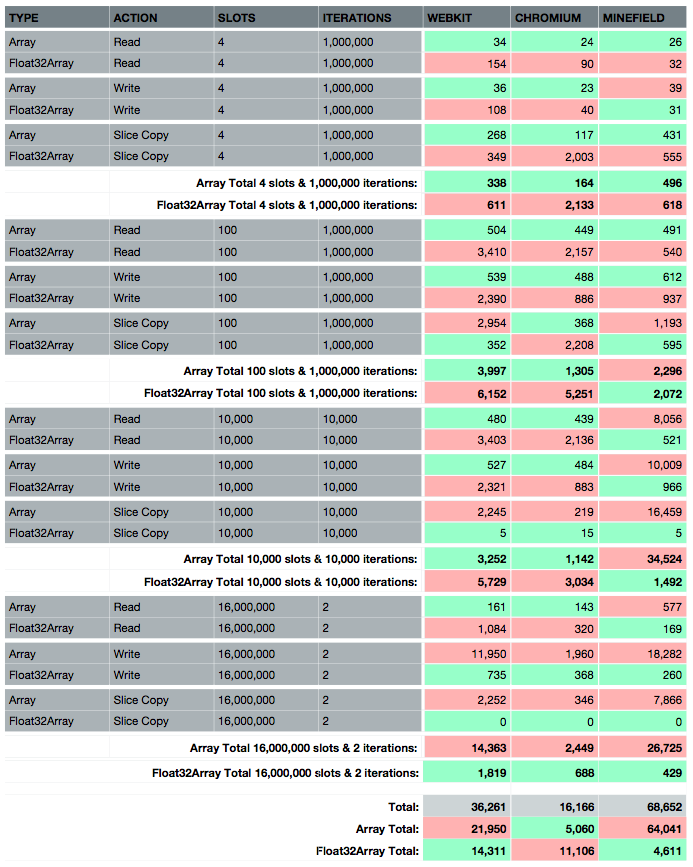 TYPE ACTION SLOTS ITERATIONS WEBKIT CHROMIUM MINEFIELD
Array Read 4 1,000,000 34 24 26
Float32Array Read 4 1,000,000 154 90 32
Array Write 4 1,000,000 36 23 39
Float32Array Write 4 1,000,000 108 40 31
Array Slice Copy 4 1,000,000 268 117 431
Float32Array Slice Copy 4 1,000,000 349 2,003 555
Array Total 4 slots & 1,000,000 iterations: 338 164 496
Float32Array Total 4 slots & 1,000,000 iterations: 611 2,133 618
Array Read 100 1,000,000 504 449 491
Float32Array Read 100 1,000,000 3,410 2,157 540
Array Write 100 1,000,000 539 488 612
Float32Array Write 100 1,000,000 2,390 886 937
Array Slice Copy 100 1,000,000 2,954 368 1,193
Float32Array Slice Copy 100 1,000,000 352 2,208 595
Array Total 100 slots & 1,000,000 iterations: 3,997 1,305 2,296
Float32Array Total 100 slots & 1,000,000 iterations: 6,152 5,251 2,072
Array Read 10,000 10,000 480 439 8,056
Float32Array Read 10,000 10,000 3,403 2,136 521
Array Write 10,000 10,000 527 484 10,009
Float32Array Write 10,000 10,000 2,321 883 966
Array Slice Copy 10,000 10,000 2,245 219 16,459
Float32Array Slice Copy 10,000 10,000 5 15 5
Array Total 10,000 slots & 10,000 iterations: 3,252 1,142 34,524
Float32Array Total 10,000 slots & 10,000 iterations: 5,729 3,034 1,492
Array Read 16,000,000 2 161 143 577
Float32Array Read 16,000,000 2 1,084 320 169
Array Write 16,000,000 2 11,950 1,960 18,282
Float32Array Write 16,000,000 2 735 368 260
Array Slice Copy 16,000,000 2 2,252 346 7,866
Float32Array Slice Copy 16,000,000 2 0 0 0
Array Total 16,000,000 slots & 2 iterations: 14,363 2,449 26,725
Float32Array Total 16,000,000 slots & 2 iterations: 1,819 688 429
Total: 36,261 16,166 68,652
Array Total: 21,950 5,060 64,041
Float32Array Total: 14,311 11,106 4,611